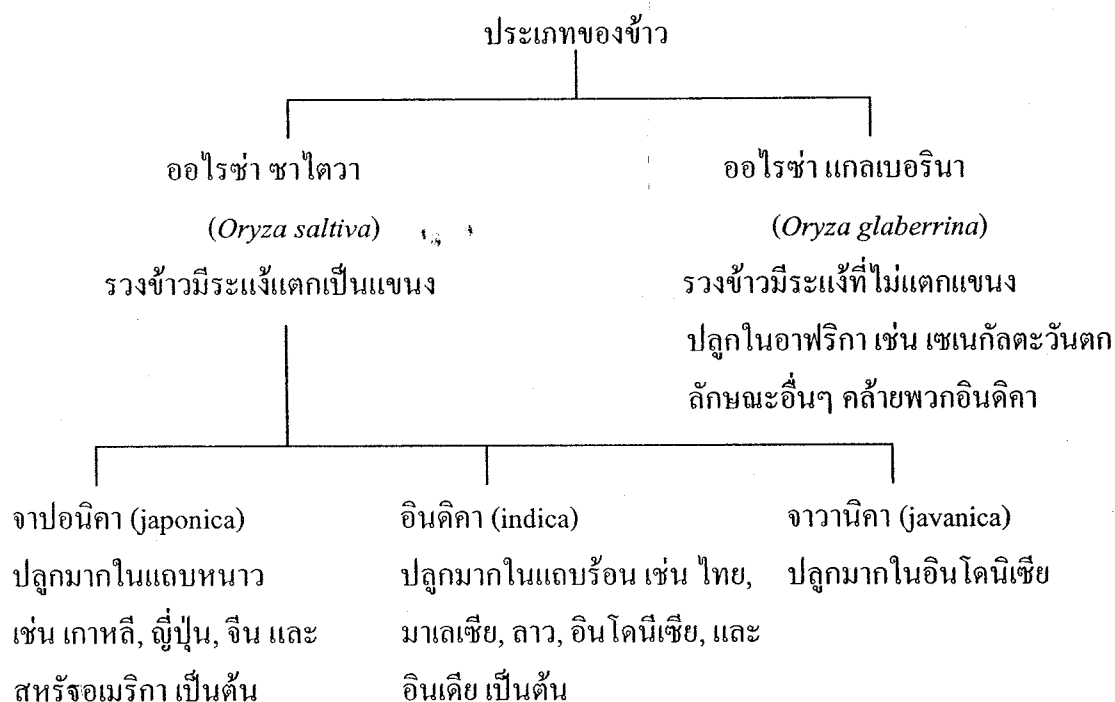 ประเภทของข้าว
ออไรซ่า ซาไตวา
(Oryza saltiva)
รวงข้าวมีระแง้แตกเป็นแขนง
ออไรซ่า แกลเบอรินา
(Oryza glaberrina)
รวงข้าวมีระแง้ที่ไม่แตกแขนง
ปลูกในอาฟริกา เช่น เซเนกัลตะวันตก
ลักษณะอื่นๆ คล้ายพวกอินดิคา
จาปอนิคา (japonica)
ปลูกมากในแถบหนาว
เช่น เกาหลี, ญี่ปุ่น, จีน และ
สหรัจอเมริกา เป็นต้น
อินดิคา (indica)
ปลูกมากในแถบร้อน เช่น ไทย,
มาเลเซีย, ลาว, อินโดนีเซีย, และ
อินเดีย เป็นต้น
จาวานิคา (javanica)
ปลูกมากในอินโดนิเซีย